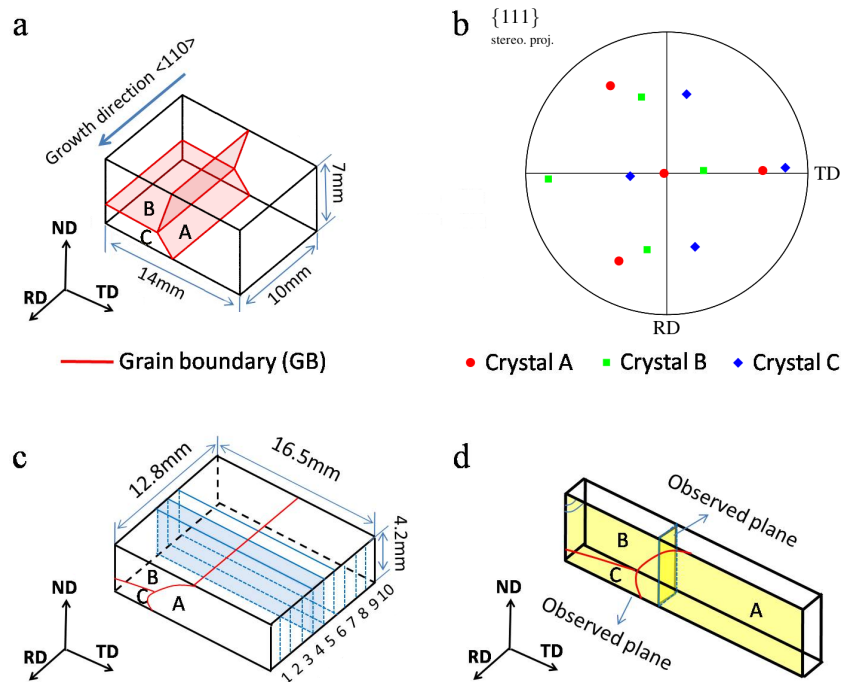 a
Growth direction <110>
B
A
C
7mm
14mm
10mm
ND
RD
TD
Grain boundary (GB)
b
{111}
stereo. proj.
TD
RD
Crystal A
Crystal B
Crystal C
c
12.8mm
16.5mm
4.2mm
B
C
A
1 2 3 4 5 6 7 8 9 10
ND
RD
TD
d
Observed plane
B
C
A
Observed plane
ND
RD
TD